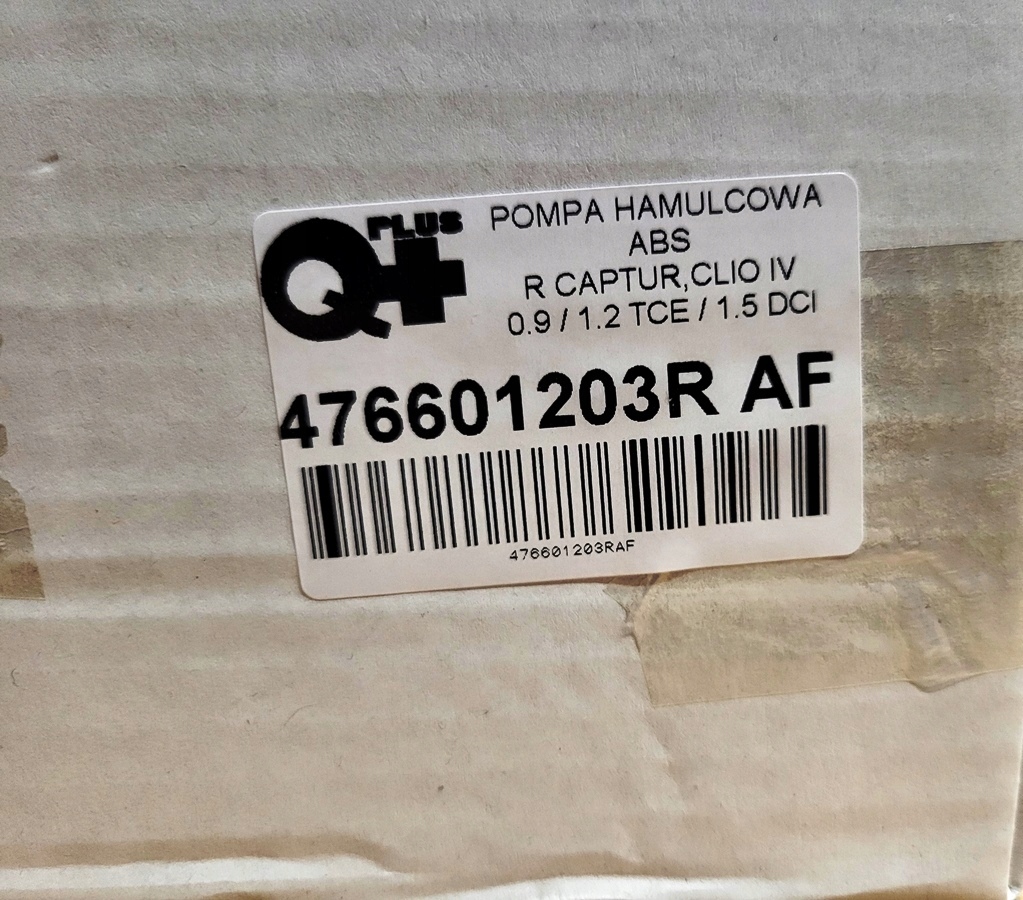 Q+ PLUS
POMPA HAMULCOWA
ABS
R CAPTUR,CLIO IV
0.9 / 1.2 TCE / 1.5 DCI
476601203R AF
476601203RAF